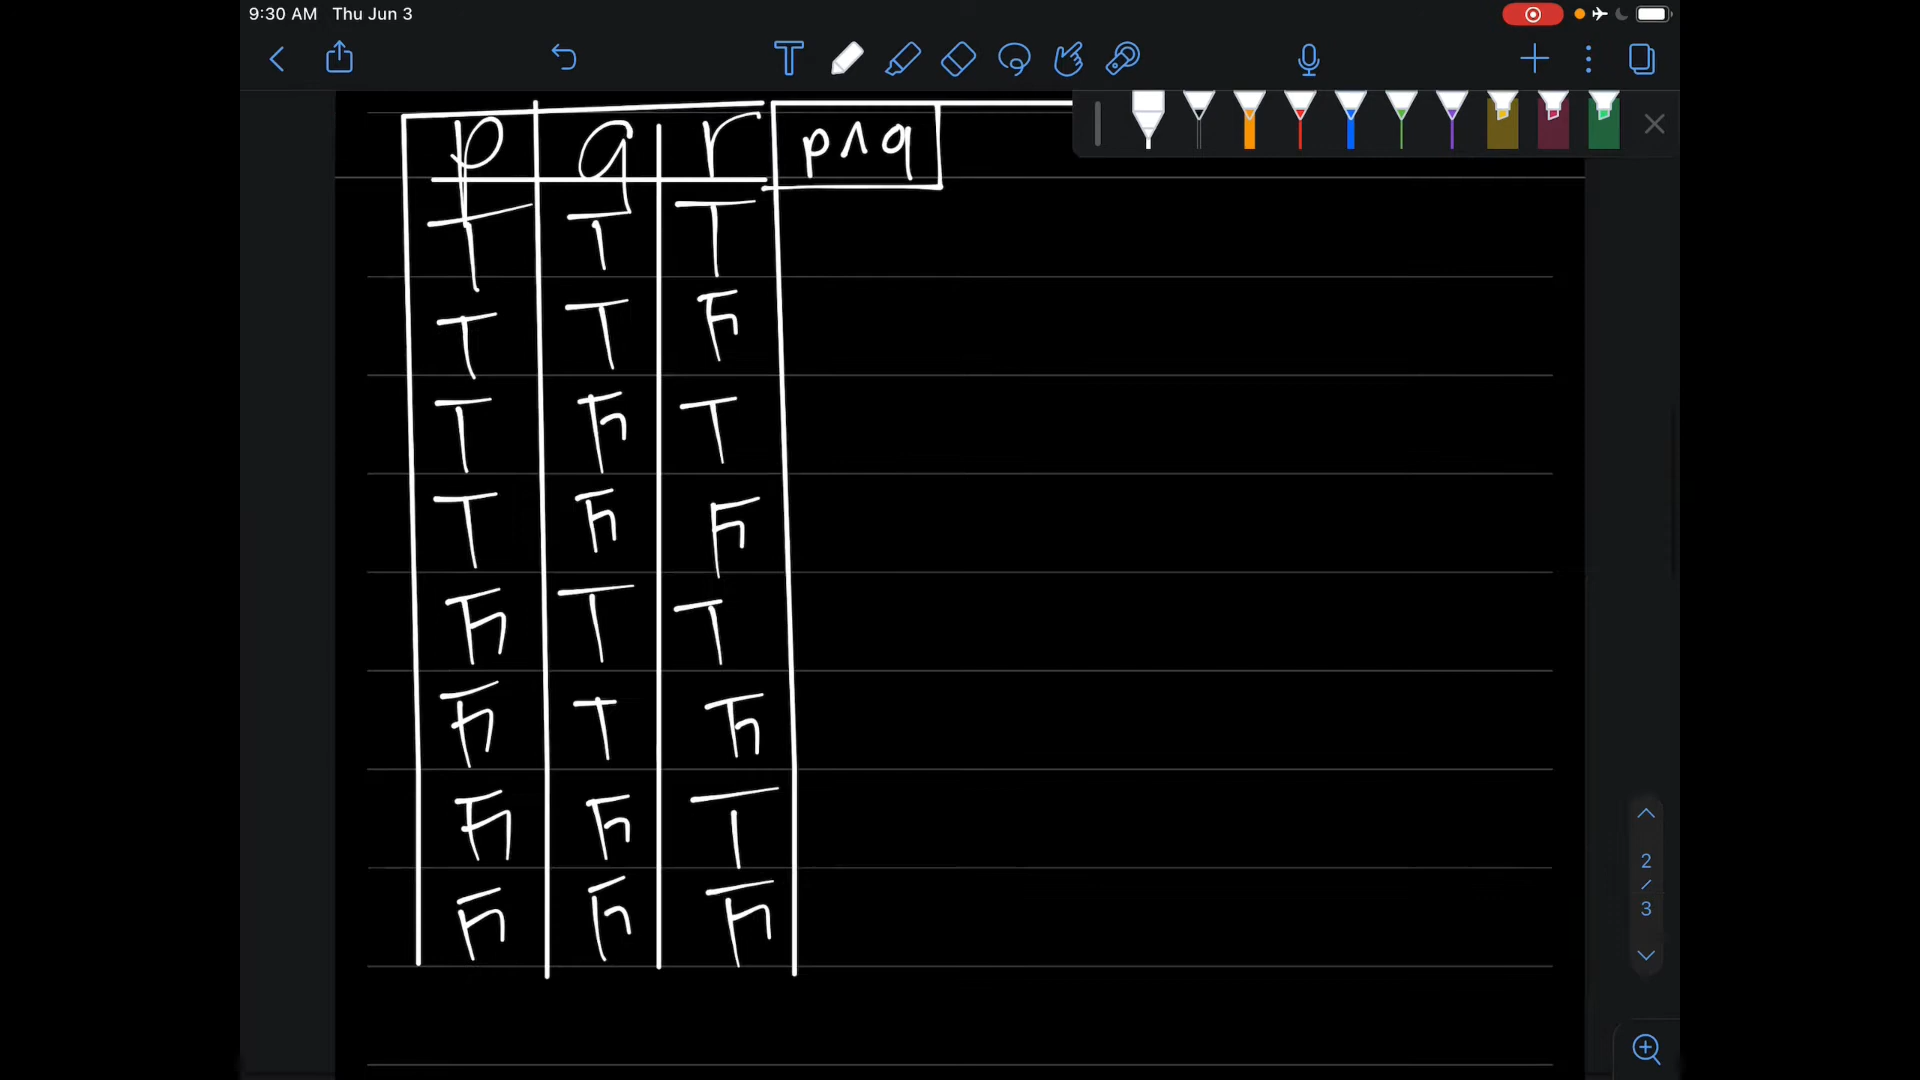 9:30 AM Thu Jun 3
p q r p∧q
T T T
T T F
T F T
T F F
F T T
F T F
F F T
F F F
2
/
3